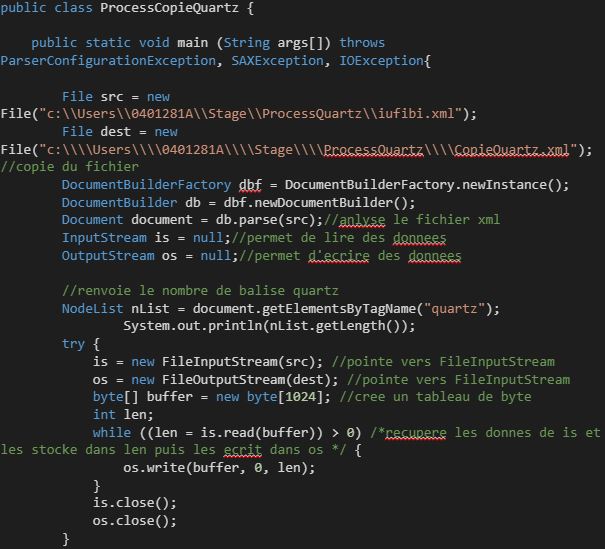 public class ProcessCopieQuartz {
public static void main (String args[]) throws
ParserConfigurationException, SAXException, IOException{
File src = new
File("c:\\Users\\0401281A\\Stage\\ProcessQuartz\\iufibi.xml");
File dest = new
File("c:\\\\Users\\\\0401281A\\\\Stage\\\\ProcessQuartz\\\\CopieQuartz.xml");
//copie du fichier
DocumentBuilderFactory dbf = DocumentBuilderFactory.newInstance();
DocumentBuilder db = dbf.newDocumentBuilder();
Document document = db.parse(src);//anlyse le fichier xml
InputStream is = null;//permet de lire des donnees
OutputStream os = null;//permet d'ecrire des donnees
//renvoie le nombre de balise quartz
NodeList nList = document.getElementsByTagName("quartz");
System.out.println(nList.getLength());
try {
is = new FileInputStream(src); //pointe vers FileInputStream
os = new FileOutputStream(dest); //pointe vers FileInputStream
byte[] buffer = new byte[1024]; //cree un tableau de byte
int len;
while ((len = is.read(buffer)) > 0) /*recupere les donnes de is et
les stocke dans len puis les ecrit dans os */ {
os.write(buffer, 0, len);
}
is.close();
os.close();
}